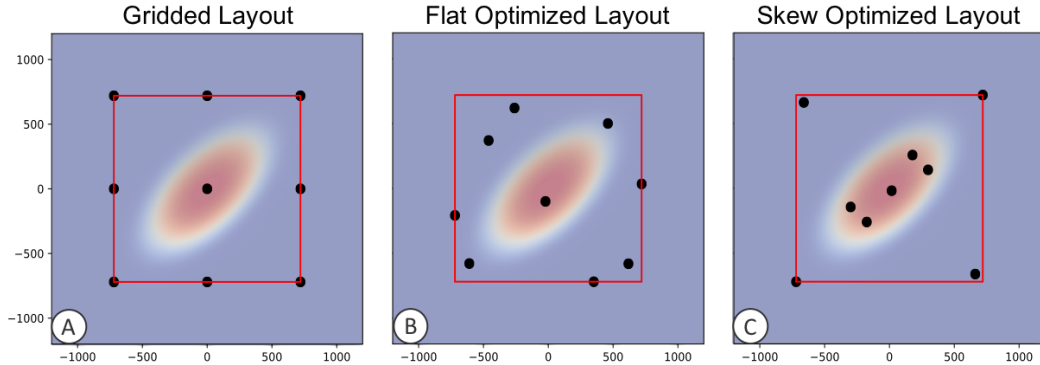 Gridded Layout
Flat Optimized Layout
Skew Optimized Layout
1000
500
0
−500
−1000
A
B
C
−1000 −500 0 500 1000
−1000 −500 0 500 1000
−1000 −500 0 500 1000